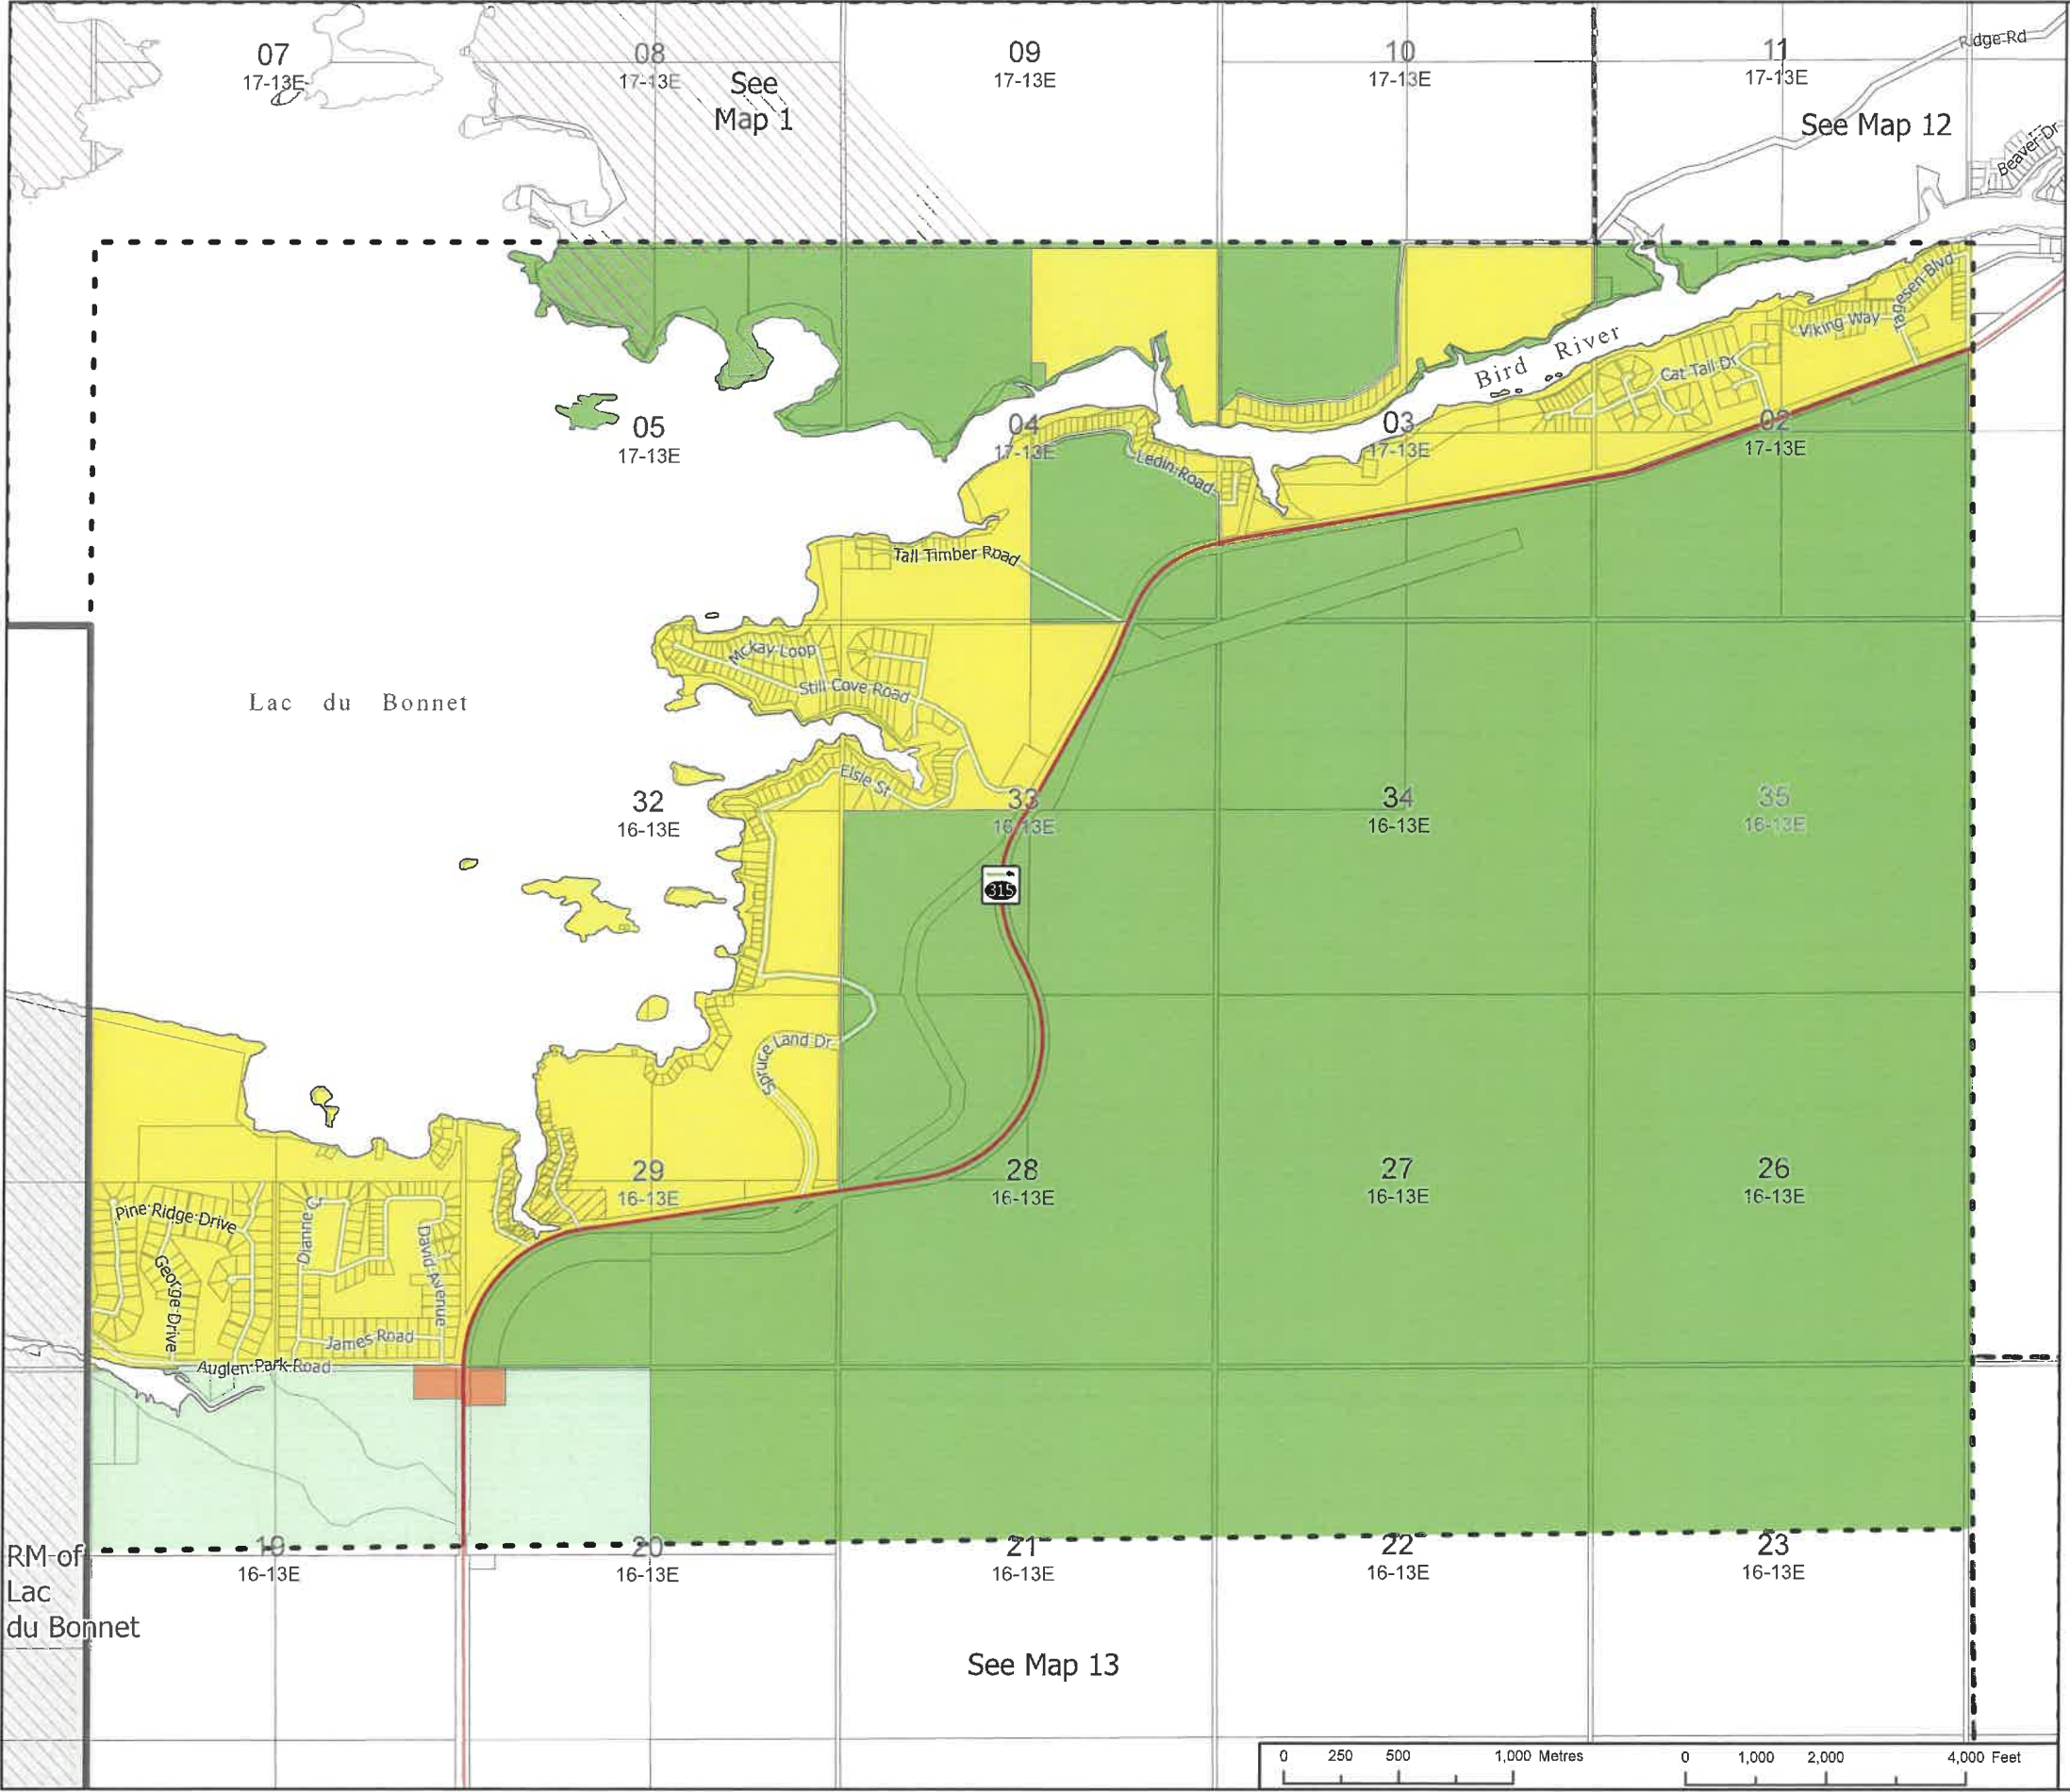 07
17-13E
08
17-13E
See
Map 1
09
17-13E
10
17-13E
11
17-13E
Ridge Rd
See Map 12
Beaver Dr
Bird River
Viking Way
Cat Tail Dr
05
17-13E
04
17-13E
03
17-13E
02
17-13E
Ledin Road
Tall Timber Road
Mckay Loop
Still Cove Road
Lac du Bonnet
Elsie St
32
16-13E
33
16-13E
34
16-13E
35
16-13E
315
Spruce Land Dr
29
16-13E
28
16-13E
27
16-13E
26
16-13E
Pine Ridge Drive
George Drive
David Avenue
James Road
Auglen Park Road
RM of
Lac
du Bonnet
19
16-13E
20
16-13E
21
16-13E
22
16-13E
23
16-13E
See Map 13
0 250 500 1,000 Metres
0 1,000 2,000 4,000 Feet